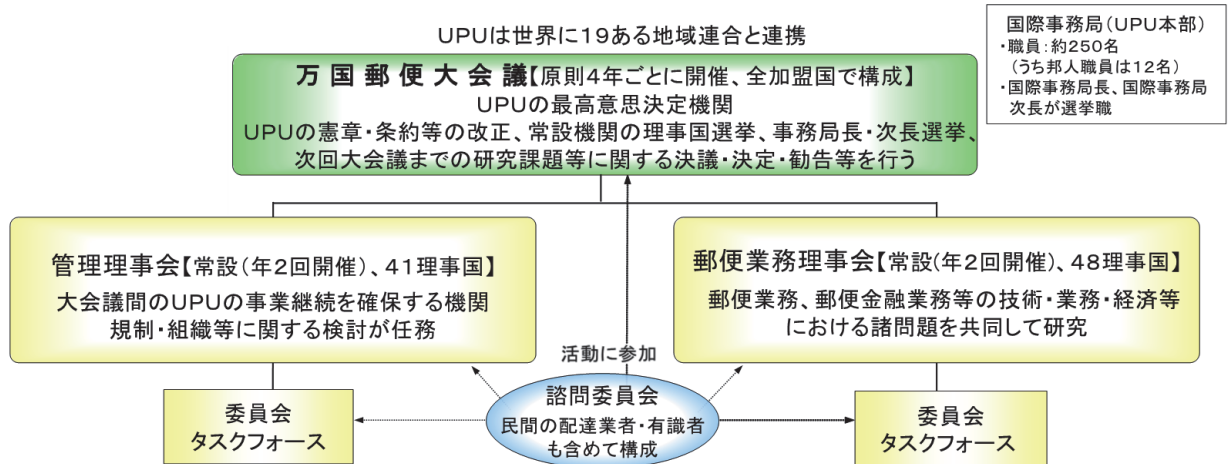 UPUは世界に19ある地域連合と連携
国際事務局(UPU本部)
・職員:約250名
(うち邦人職員は12名)
・国際事務局長、国際事務局
次長が選挙職
万国郵便大会議【原則4年ごとに開催、全加盟国で構成】
UPUの最高意思決定機関
UPUの憲章・条約等の改正、常設機関の理事国選挙、事務局長・次長選挙、
次回大会議までの研究課題等に関する決議・決定・勧告等を行う
管理理事会【常設(年2回開催)、41理事国】
大会議間のUPUの事業継続を確保する機関
規制・組織等に関する検討が任務
郵便業務理事会【常設(年2回開催)、48理事国】
郵便業務、郵便金融業務等の技術・業務・経済等
における諸問題を共同して研究
活動に参加
諮問委員会
民間の配達業者・有識者
も含めて構成
委員会
タスクフォース
委員会
タスクフォース